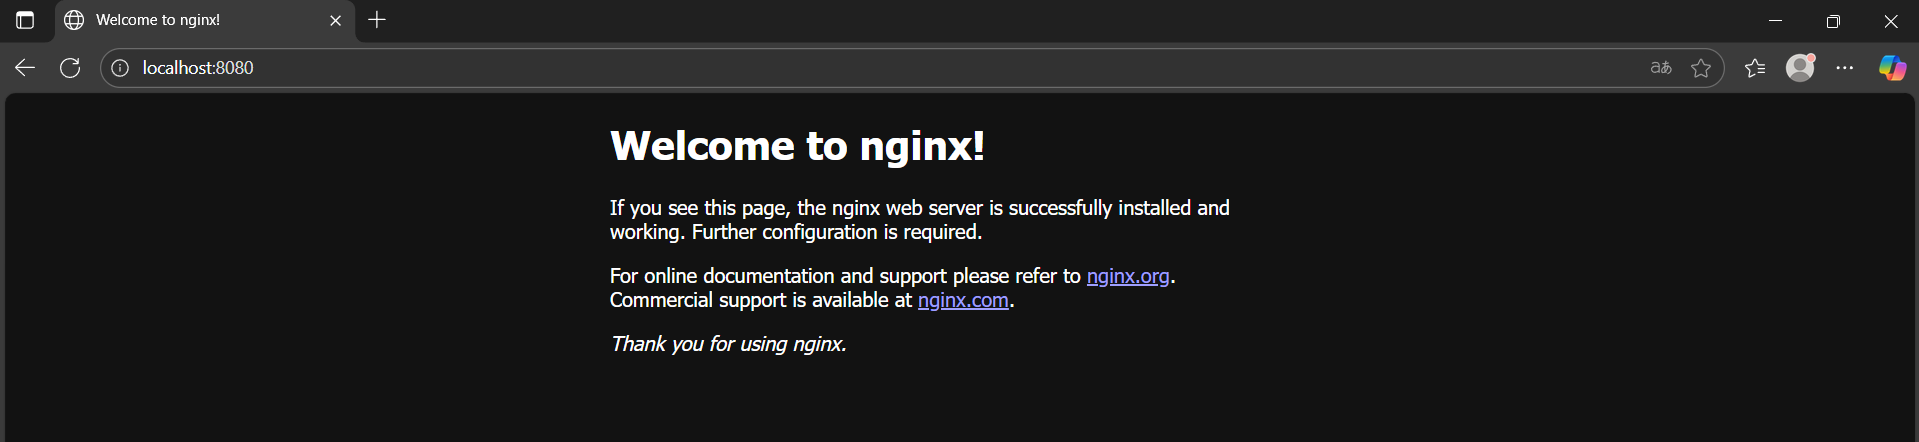 Welcome to nginx!
localhost:8080
aあ
Welcome to nginx!
If you see this page, the nginx web server is successfully installed and
working. Further configuration is required.
For online documentation and support please refer to nginx.org.
Commercial support is available at nginx.com.
Thank you for using nginx.